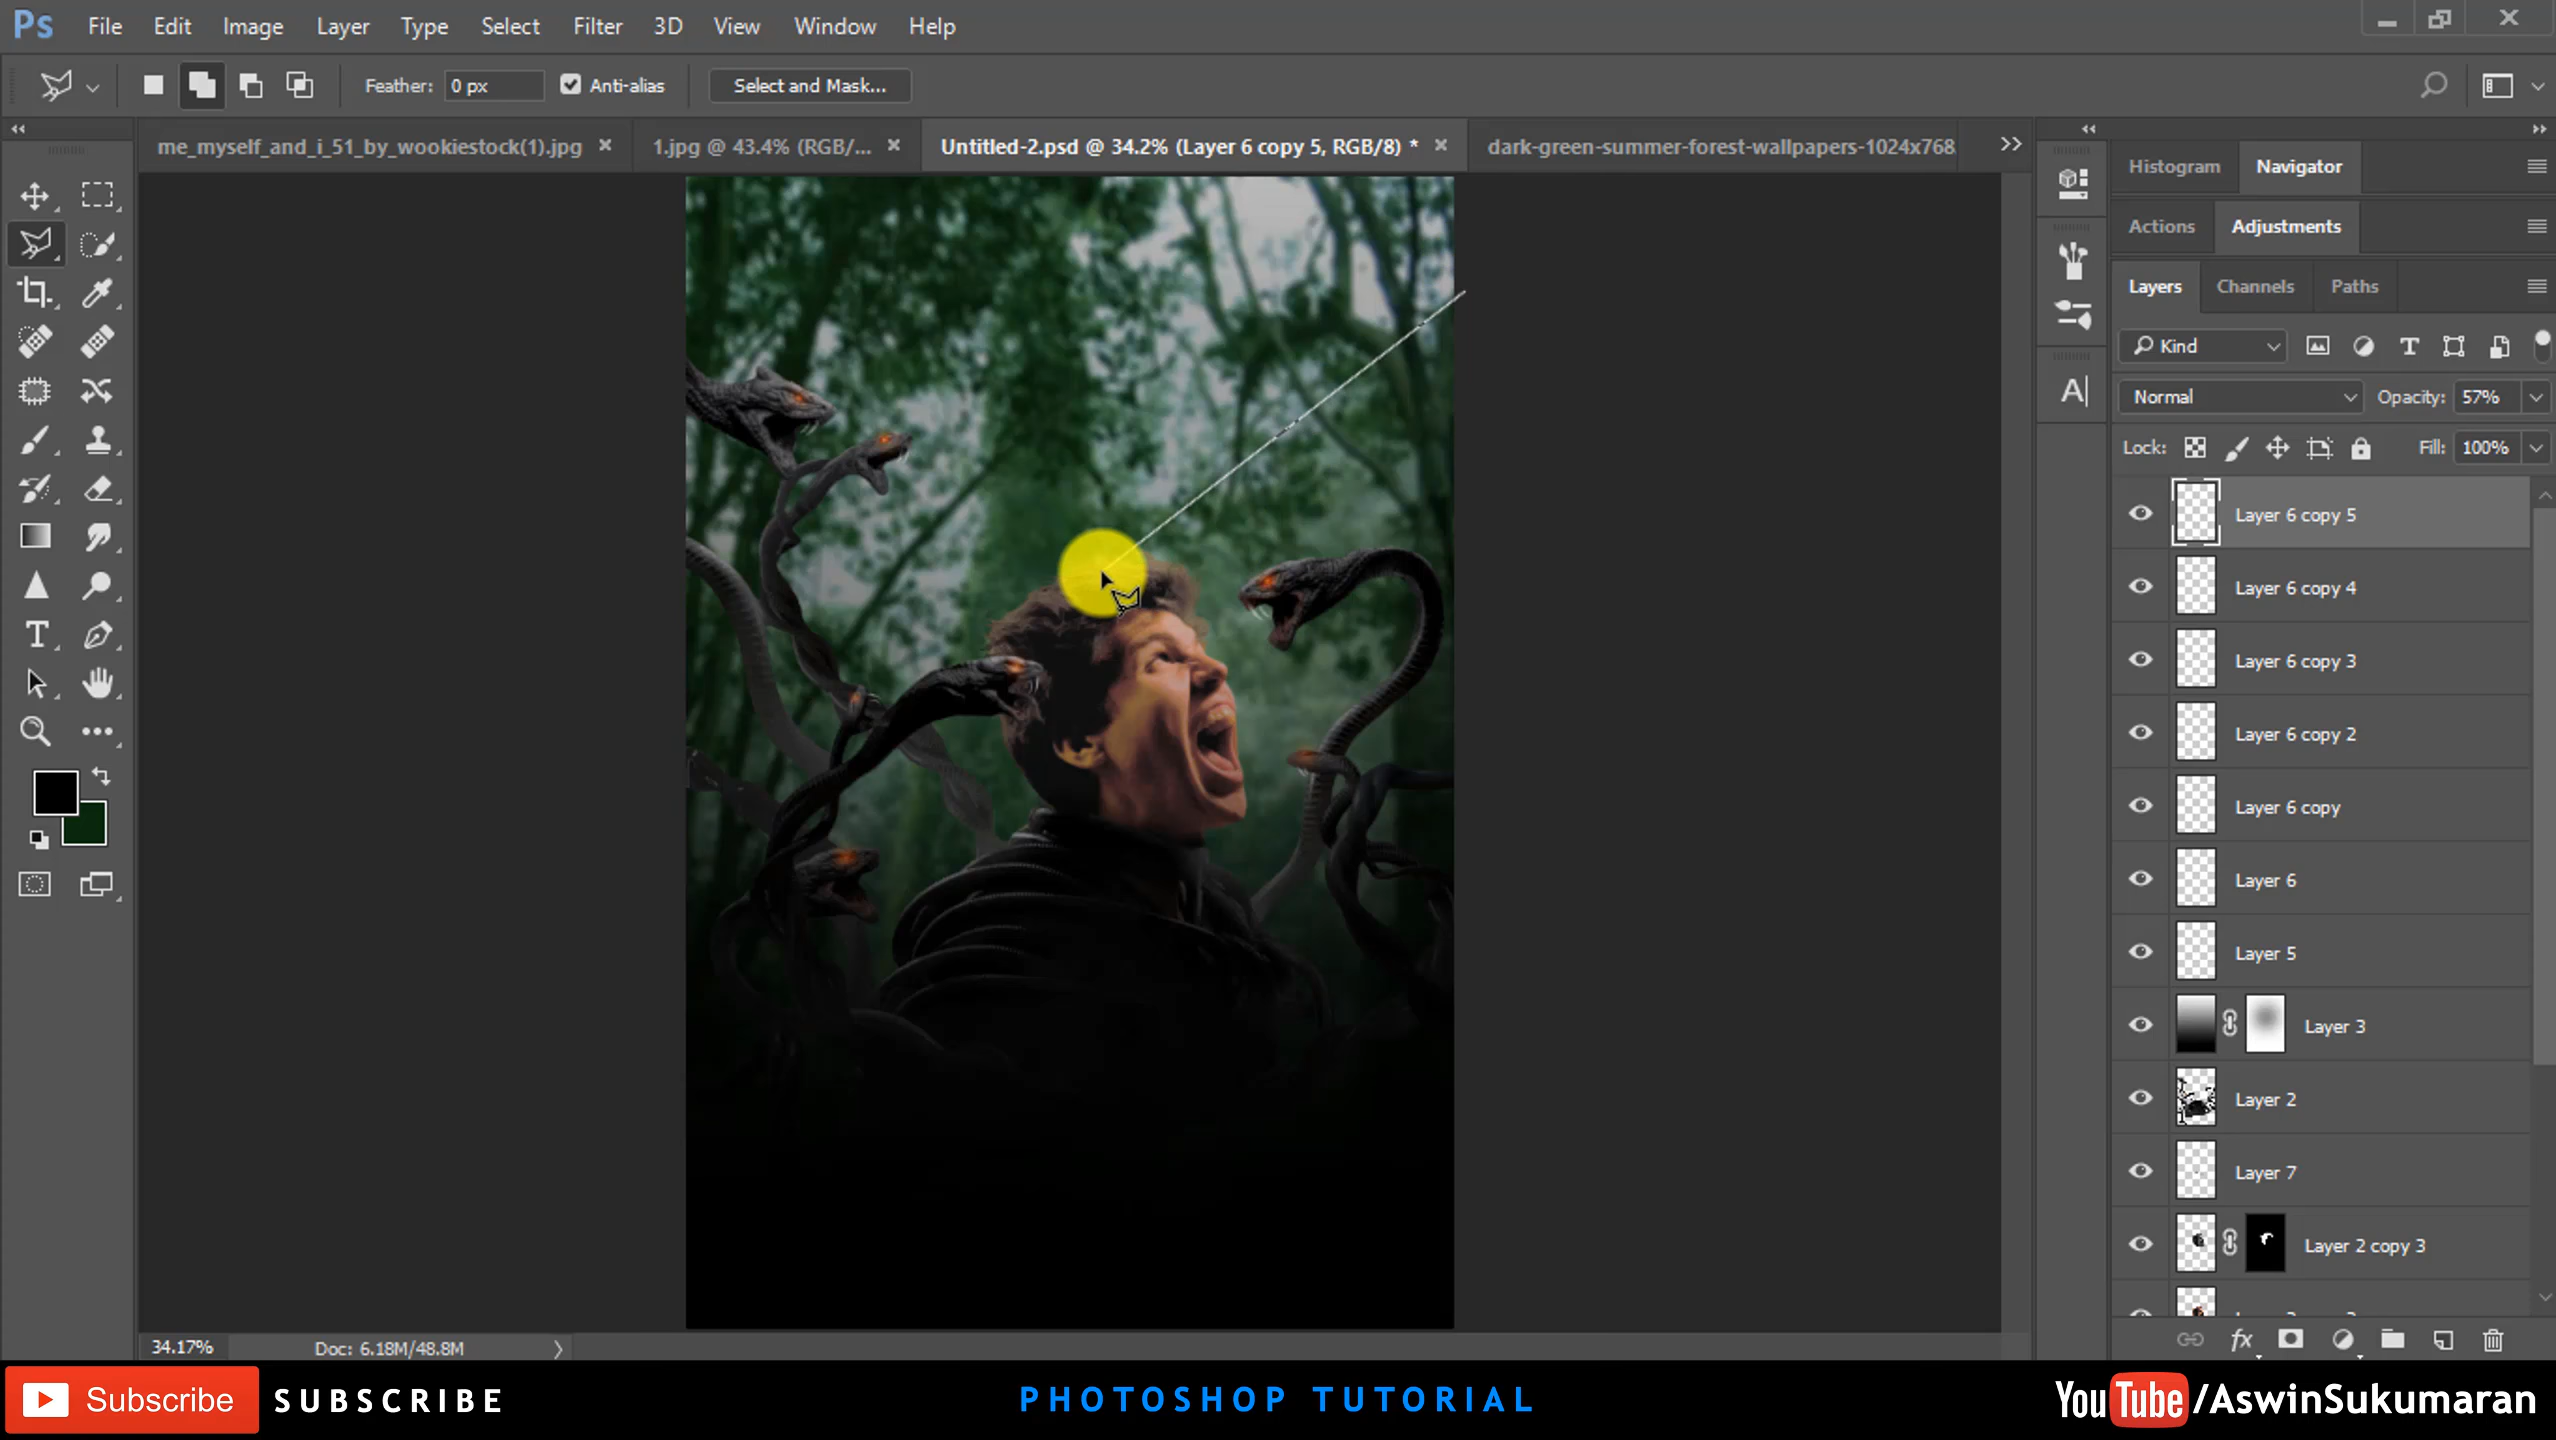 Ps File Edit Image Layer Type Select Filter 3D View Window Help
Feather: 0 px Anti-alias Select and Mask...
me_myself_and_i_51_by_wookiestock(1).jpg 1.jpg @ 43.4% (RGB/... Untitled-2.psd @ 34.2% (Layer 6 copy 5, RGB/8) * dark-green-summer-forest-wallpapers-1024x768
Histogram Navigator
Actions Adjustments
Layers Channels Paths
Kind
Normal Opacity: 57%
Lock: Fill: 100%
Layer 6 copy 5
Layer 6 copy 4
Layer 6 copy 3
Layer 6 copy 2
Layer 6 copy
Layer 6
Layer 5
Layer 3
Layer 2
Layer 7
Layer 2 copy 3
34.17% Doc: 6.18M/48.8M
Subscribe SUBSCRIBE PHOTOSHOP TUTORIAL YouTube/AswinSukumaran